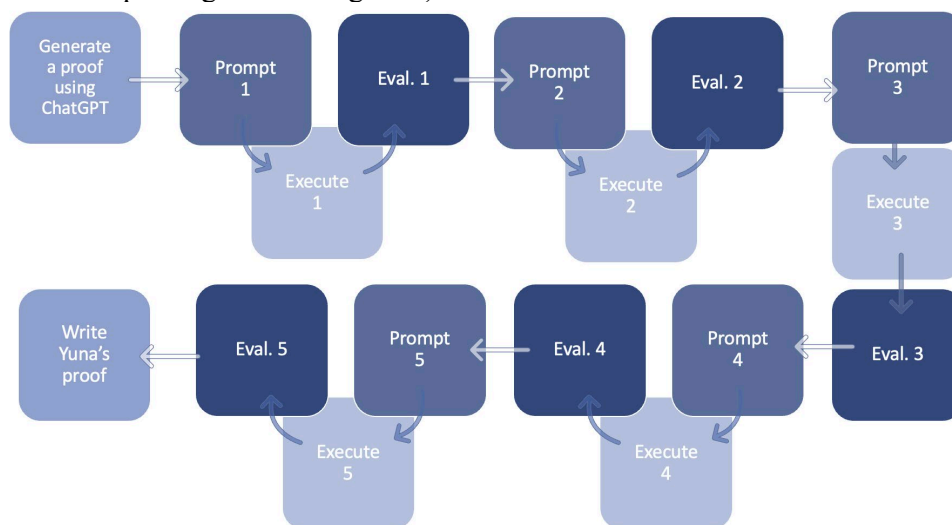 Generate
a proof
using
ChatGPT
Prompt
1
Execute
1
Eval. 1
Prompt
2
Execute
2
Eval. 2
Prompt
3
Execute
3
Eval. 3
Prompt
4
Execute
4
Eval. 4
Prompt
5
Execute
5
Eval. 5
Write
Yuna's
proof